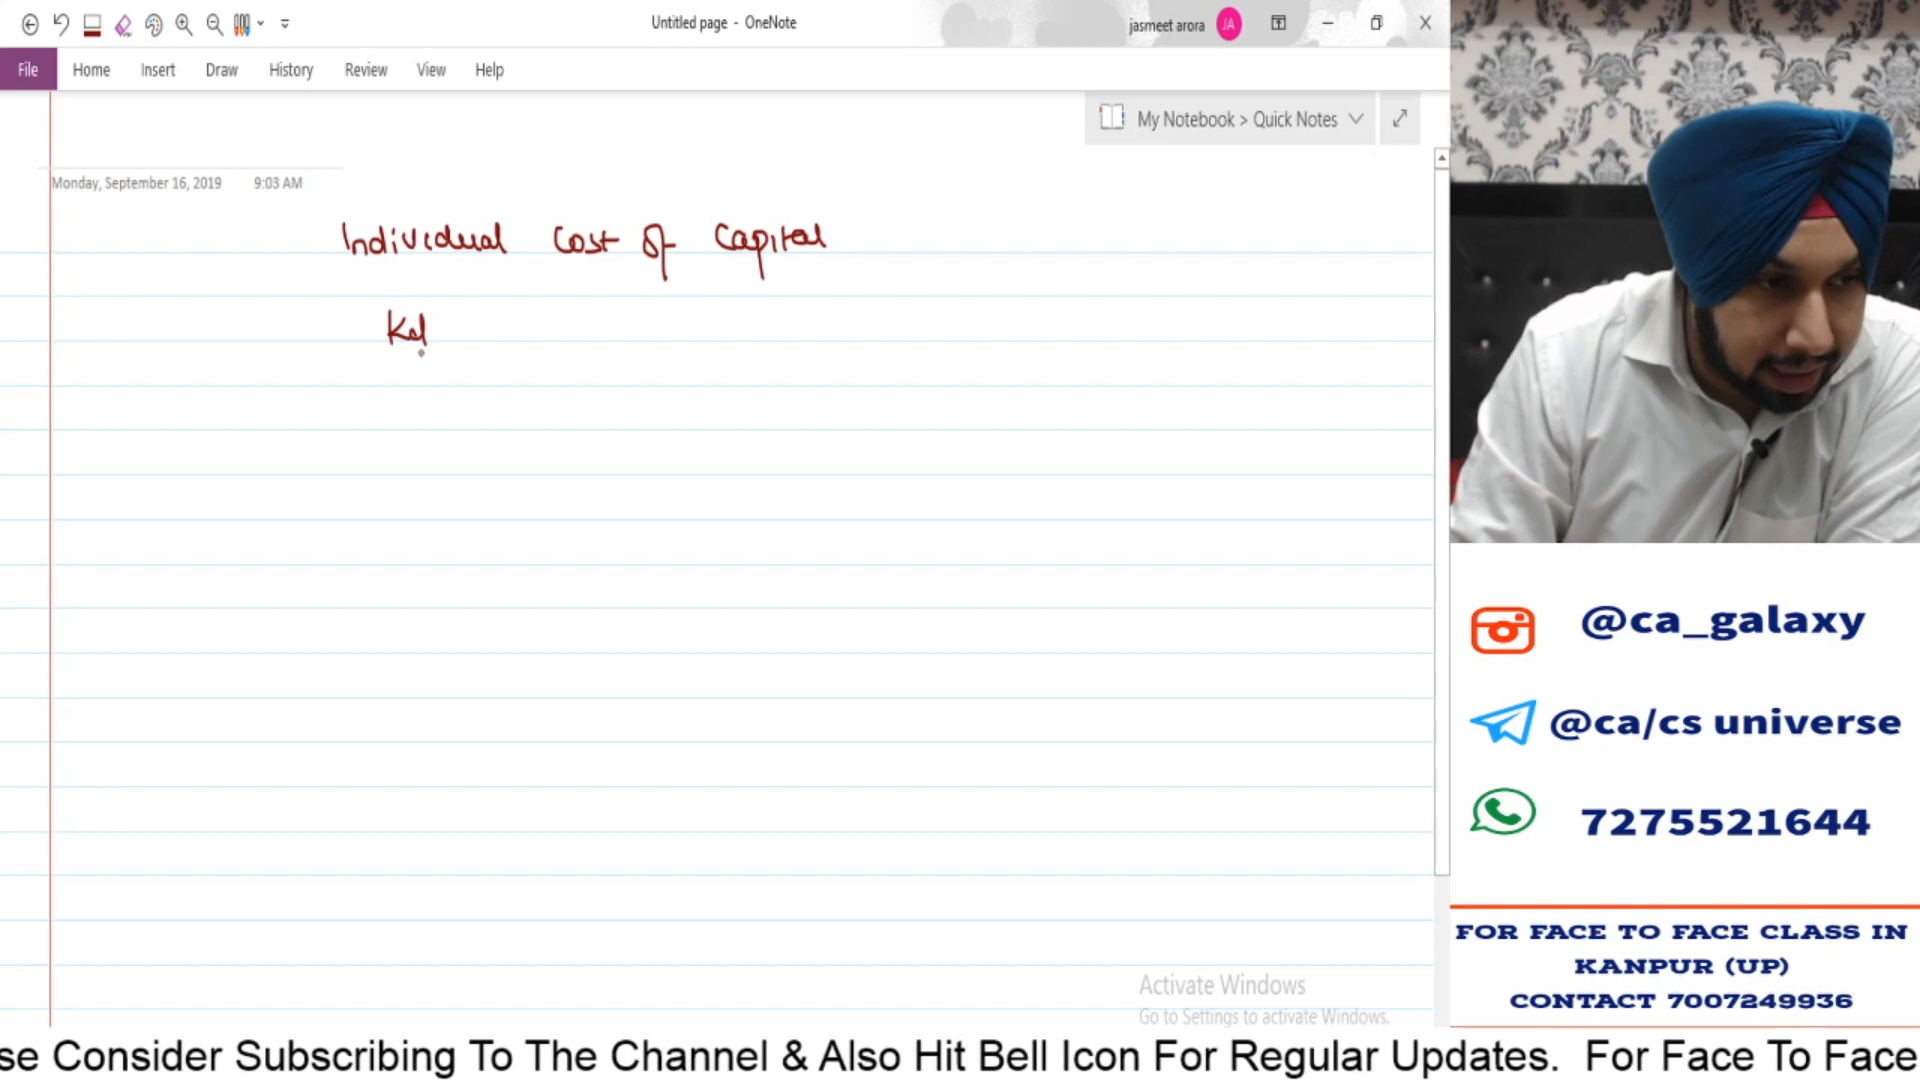 Untitled page - OneNote
jasmeet arora
JA
File Home Insert Draw History Review View Help
My Notebook > Quick Notes
Monday, September 16, 2019 9:03 AM
Individual Cost of Capital
Kd
@ca_galaxy
@ca/cs universe
7275521644
FOR FACE TO FACE CLASS IN
KANPUR (UP)
CONTACT 7007249936
Activate Windows
Go to Settings to activate Windows.
se Consider Subscribing To The Channel & Also Hit Bell Icon For Regular Updates. For Face To Face